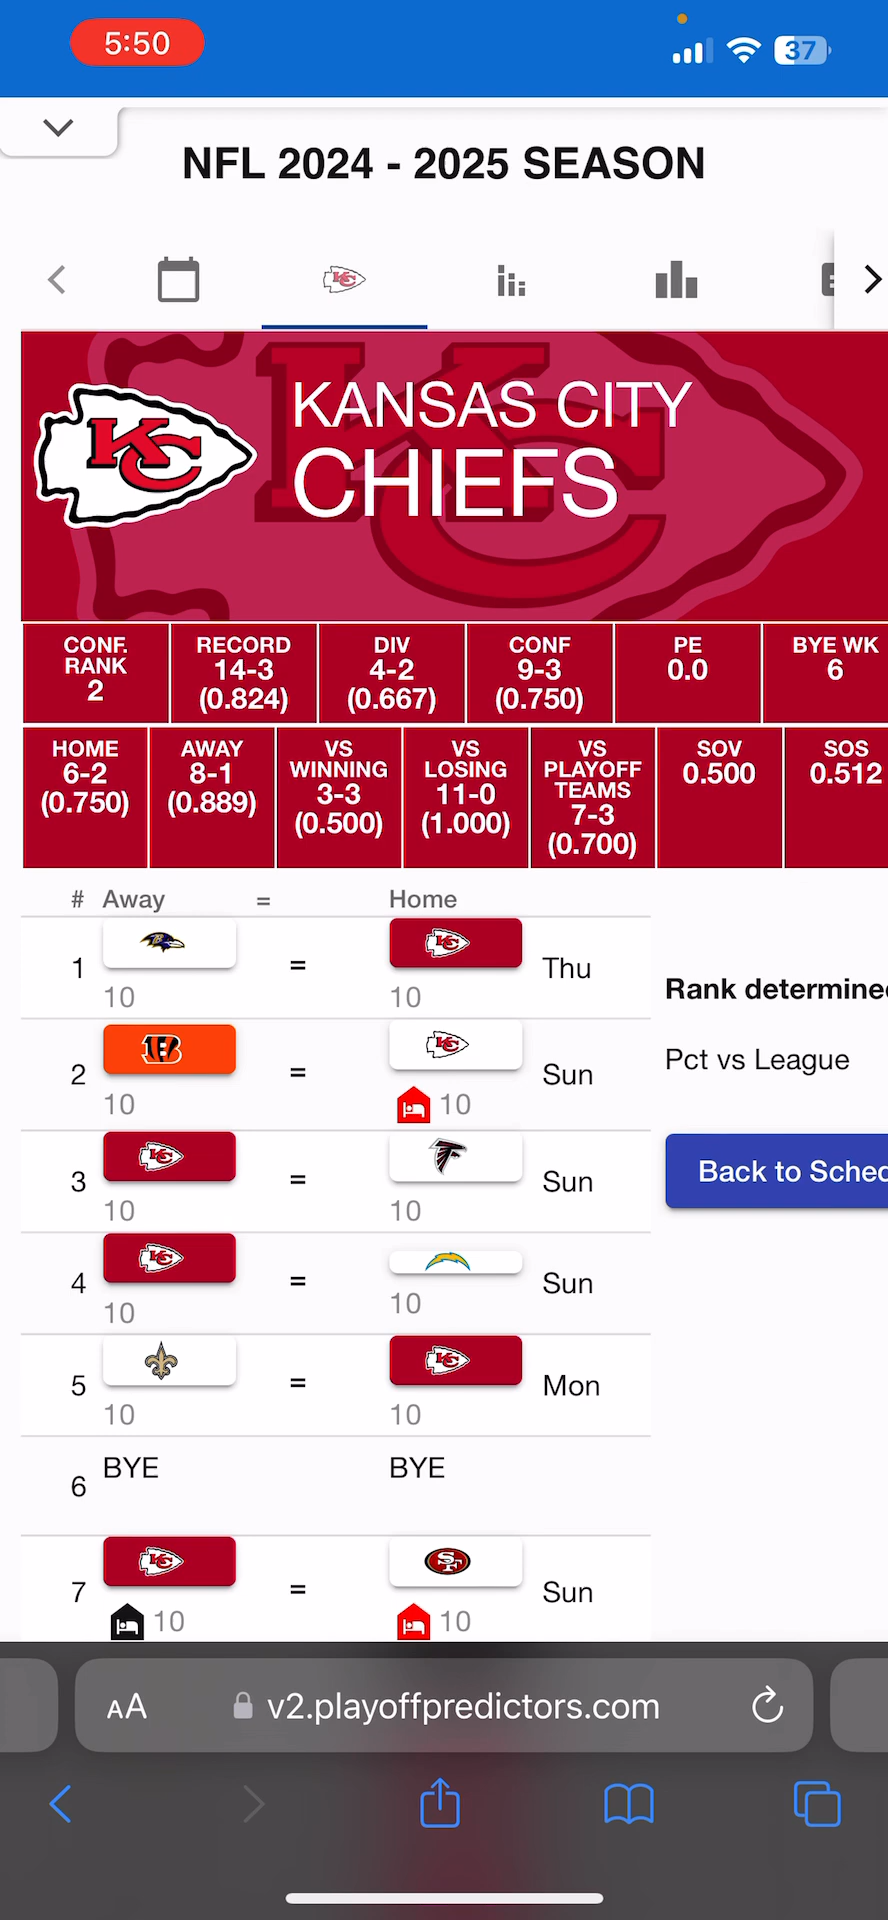 5:50
37
NFL 2024 - 2025 SEASON
KANSAS CITY
CHIEFS
CONF. RANK 2
RECORD 14-3 (0.824)
DIV 4-2 (0.667)
CONF 9-3 (0.750)
PE 0.0
BYE WK 6
HOME 6-2 (0.750)
AWAY 8-1 (0.889)
VS WINNING 3-3 (0.500)
VS LOSING 11-0 (1.000)
VS PLAYOFF TEAMS 7-3 (0.700)
SOV 0.500
SOS 0.512
# Away = Home
1 = Thu
10 10
2 = Sun
10 10
3 = Sun
10 10
4 = Sun
10 10
5 = Mon
10 10
6 BYE BYE
7 = Sun
10 10
Rank determine
Pct vs League
Back to Sched
AA v2.playoffpredictors.com